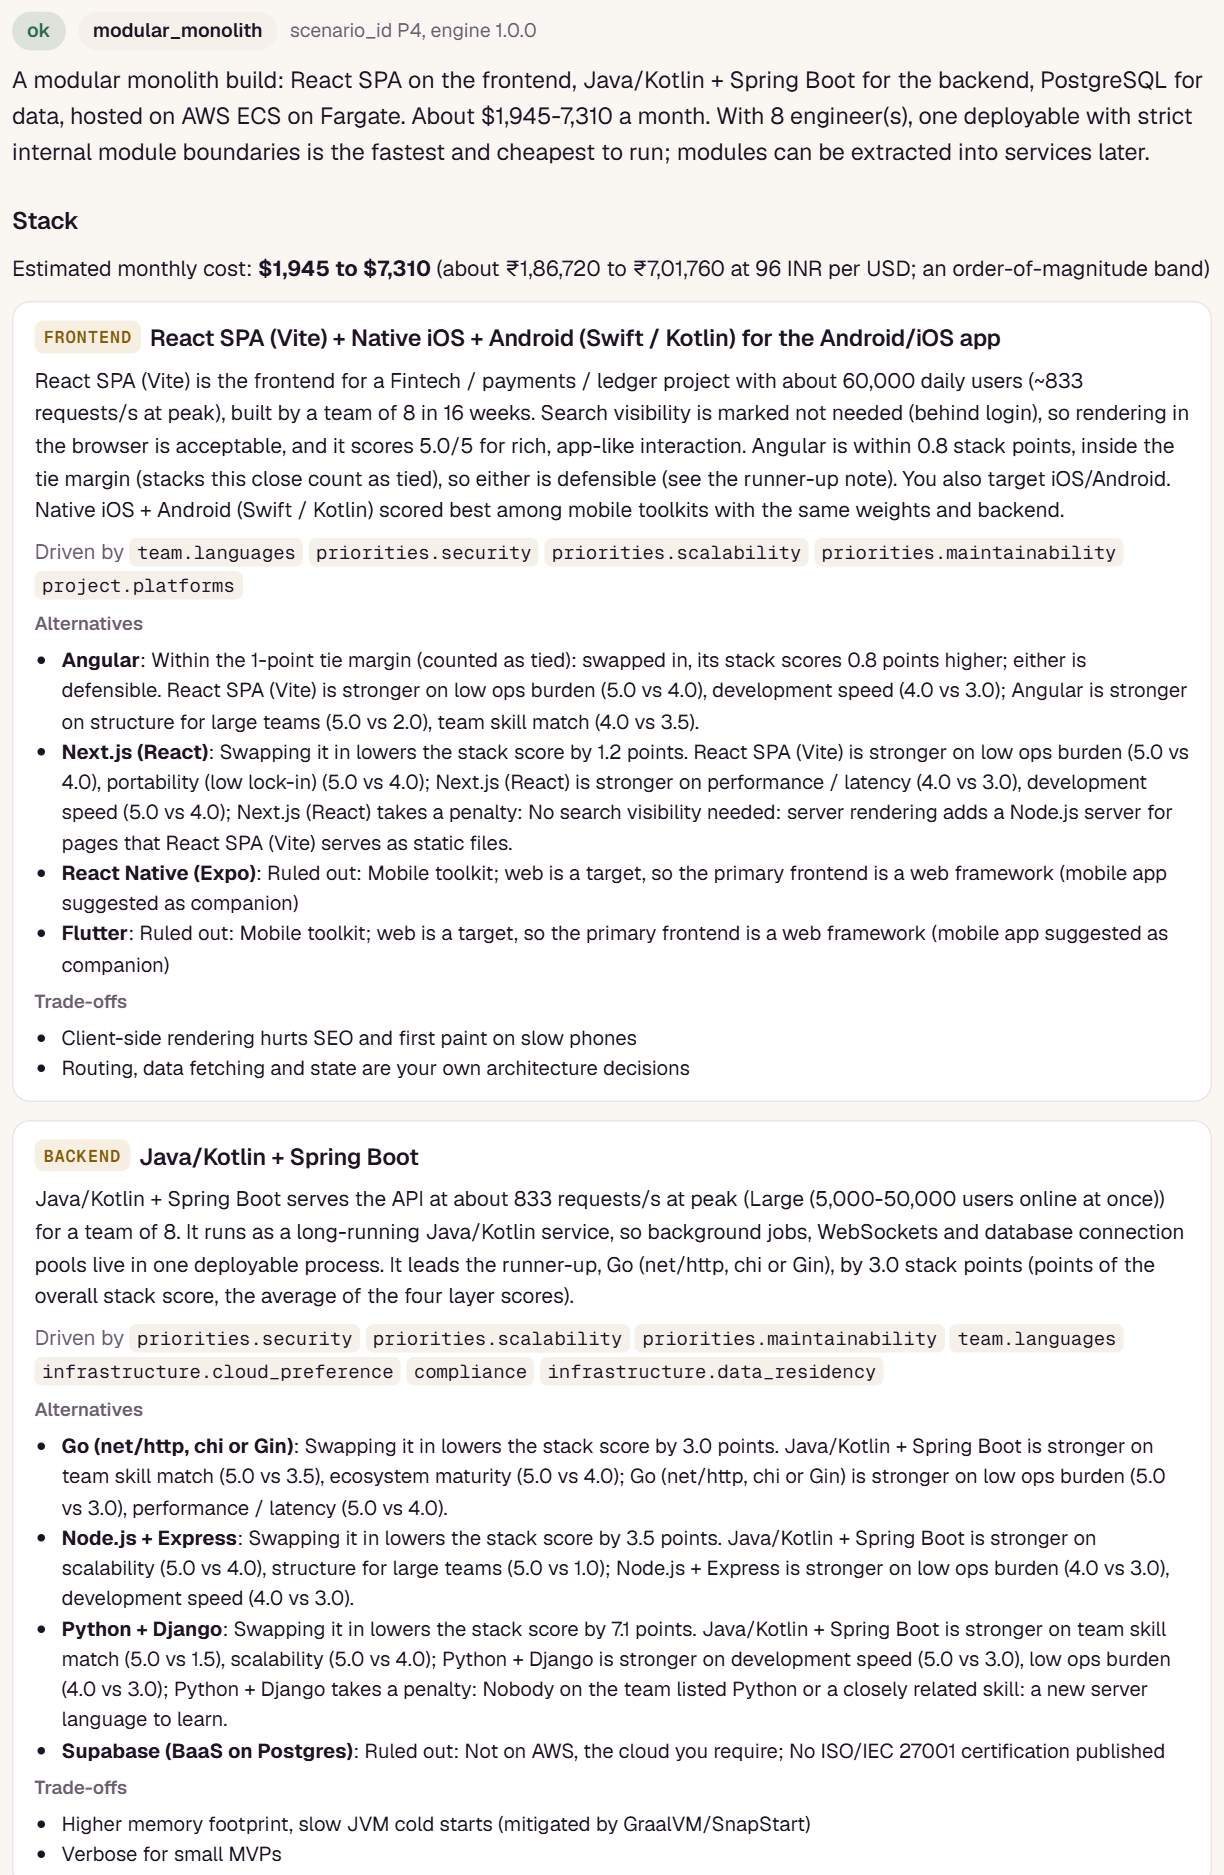 ok modular_monolith scenario_id P4, engine 1.0.0
A modular monolith build: React SPA on the frontend, Java/Kotlin + Spring Boot for the backend, PostgreSQL for
data, hosted on AWS ECS on Fargate. About $1,945-7,310 a month. With 8 engineer(s), one deployable with strict
internal module boundaries is the fastest and cheapest to run; modules can be extracted into services later.
Stack
Estimated monthly cost: $1,945 to $7,310 (about ₹1,86,720 to ₹7,01,760 at 96 INR per USD; an order-of-magnitude band)
FRONTEND React SPA (Vite) + Native iOS + Android (Swift / Kotlin) for the Android/iOS app
React SPA (Vite) is the frontend for a Fintech / payments / ledger project with about 60,000 daily users (~833
requests/s at peak), built by a team of 8 in 16 weeks. Search visibility is marked not needed (behind login), so rendering in
the browser is acceptable, and it scores 5.0/5 for rich, app-like interaction. Angular is within 0.8 stack points, inside the
tie margin (stacks this close count as tied), so either is defensible (see the runner-up note). You also target iOS/Android.
Native iOS + Android (Swift / Kotlin) scored best among mobile toolkits with the same weights and backend.
Driven by team.languages priorities.security priorities.scalability priorities.maintainability
project.platforms
Alternatives
• Angular: Within the 1-point tie margin (counted as tied): swapped in, its stack scores 0.8 points higher; either is
defensible. React SPA (Vite) is stronger on low ops burden (5.0 vs 4.0), development speed (4.0 vs 3.0); Angular is stronger
on structure for large teams (5.0 vs 2.0), team skill match (4.0 vs 3.5).
• Next.js (React): Swapping it in lowers the stack score by 1.2 points. React SPA (Vite) is stronger on low ops burden (5.0 vs
4.0), portability (low lock-in) (5.0 vs 4.0); Next.js (React) is stronger on performance / latency (4.0 vs 3.0), development
speed (5.0 vs 4.0); Next.js (React) takes a penalty: No search visibility needed: server rendering adds a Node.js server for
pages that React SPA (Vite) serves as static files.
• React Native (Expo): Ruled out: Mobile toolkit; web is a target, so the primary frontend is a web framework (mobile app
suggested as companion)
• Flutter: Ruled out: Mobile toolkit; web is a target, so the primary frontend is a web framework (mobile app suggested as
companion)
Trade-offs
• Client-side rendering hurts SEO and first paint on slow phones
• Routing, data fetching and state are your own architecture decisions
BACKEND Java/Kotlin + Spring Boot
Java/Kotlin + Spring Boot serves the API at about 833 requests/s at peak (Large (5,000-50,000 users online at once))
for a team of 8. It runs as a long-running Java/Kotlin service, so background jobs, WebSockets and database connection
pools live in one deployable process. It leads the runner-up, Go (net/http, chi or Gin), by 3.0 stack points (points of the
overall stack score, the average of the four layer scores).
Driven by priorities.security priorities.scalability priorities.maintainability team.languages
infrastructure.cloud_preference compliance infrastructure.data_residency
Alternatives
• Go (net/http, chi or Gin): Swapping it in lowers the stack score by 3.0 points. Java/Kotlin + Spring Boot is stronger on
team skill match (5.0 vs 3.5), ecosystem maturity (5.0 vs 4.0); Go (net/http, chi or Gin) is stronger on low ops burden (5.0
vs 3.0), performance / latency (5.0 vs 4.0).
• Node.js + Express: Swapping it in lowers the stack score by 3.5 points. Java/Kotlin + Spring Boot is stronger on
scalability (5.0 vs 4.0), structure for large teams (5.0 vs 1.0); Node.js + Express is stronger on low ops burden (4.0 vs 3.0),
development speed (4.0 vs 3.0).
• Python + Django: Swapping it in lowers the stack score by 7.1 points. Java/Kotlin + Spring Boot is stronger on team skill
match (5.0 vs 1.5), scalability (5.0 vs 4.0); Python + Django is stronger on development speed (5.0 vs 3.0), low ops burden
(4.0 vs 3.0); Python + Django takes a penalty: Nobody on the team listed Python or a closely related skill: a new server
language to learn.
• Supabase (BaaS on Postgres): Ruled out: Not on AWS, the cloud you require; No ISO/IEC 27001 certification published
Trade-offs
• Higher memory footprint, slow JVM cold starts (mitigated by GraalVM/SnapStart)
• Verbose for small MVPs